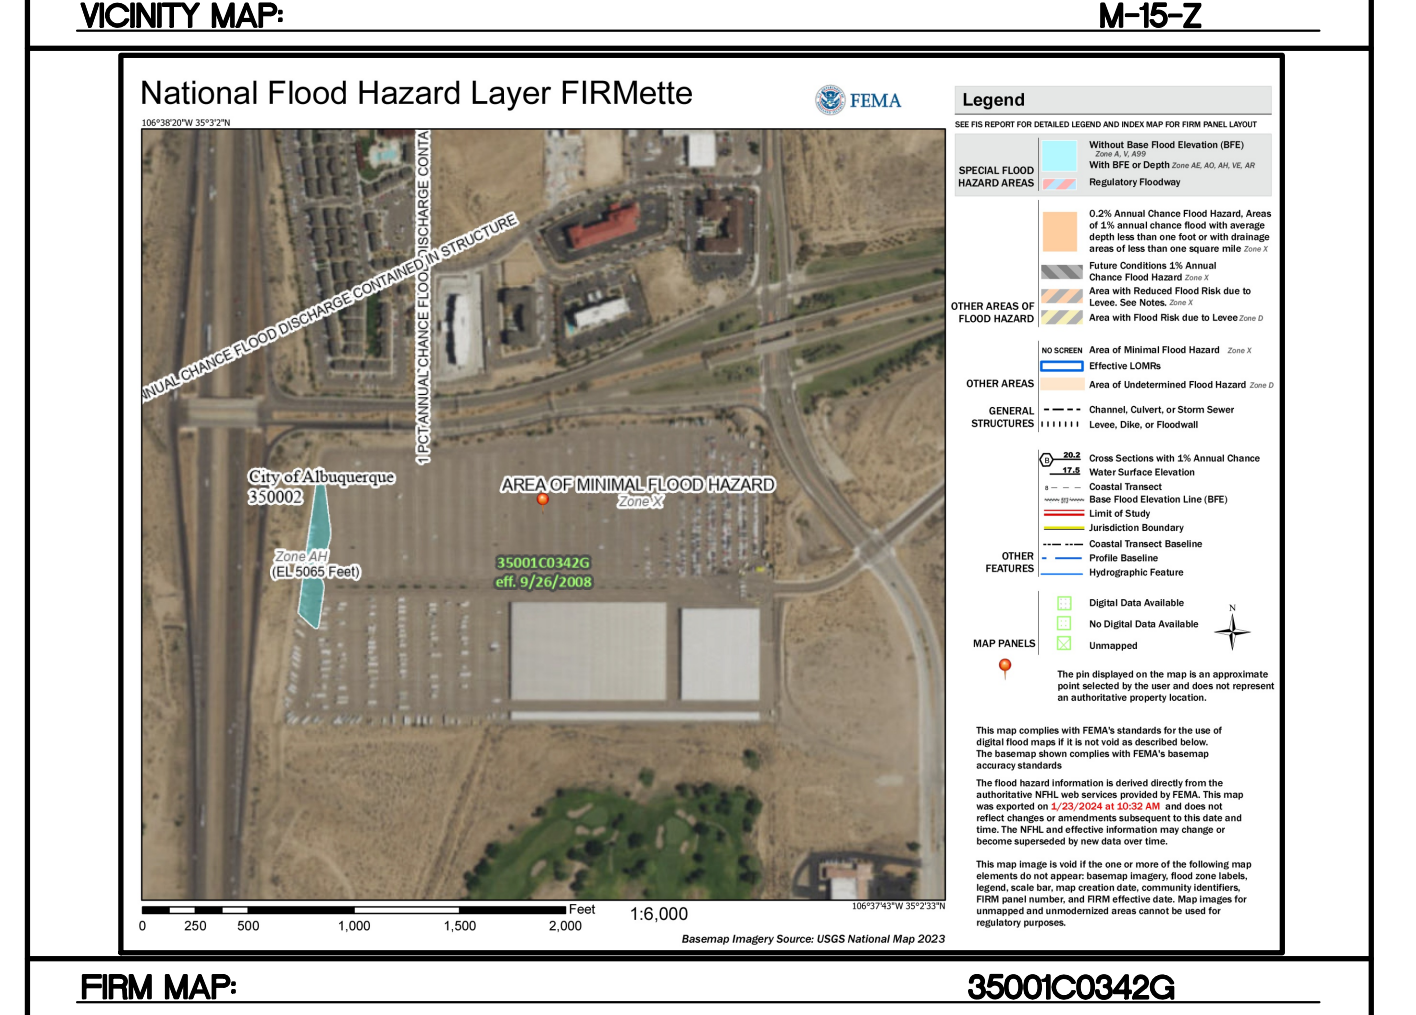 VICINITY MAP:
M-15-Z
National Flood Hazard Layer FIRMette
FEMA
106°38'20"W 35°3'2"N
1 PCT ANNUAL CHANCE FLOOD DISCHARGE CONTA
NNUAL CHANCE FLOOD DISCHARGE CONTAINED IN STRUCTURE
City of Albuquerque
350002
AREA OF MINIMAL FLOOD HAZARD
Zone X
Zone AH
(EL 5065 Feet)
35001C0342G
eff. 9/26/2008
106°37'43"W 35°2'33"N
0 250 500 1,000 1,500 2,000
Feet
1:6,000
Basemap Imagery Source: USGS National Map 2023
Legend
SEE FIS REPORT FOR DETAILED LEGEND AND INDEX MAP FOR FIRM PANEL LAYOUT
SPECIAL FLOOD
HAZARD AREAS
Without Base Flood Elevation (BFE)
Zone A, V, A99
With BFE or Depth Zone AE, AO, AH, VE, AR
Regulatory Floodway
OTHER AREAS OF
FLOOD HAZARD
0.2% Annual Chance Flood Hazard, Areas
of 1% annual chance flood with average
depth less than one foot or with drainage
areas of less than one square mile Zone X
Future Conditions 1% Annual
Chance Flood Hazard Zone X
Area with Reduced Flood Risk due to
Levee. See Notes. Zone X
Area with Flood Risk due to Levee Zone D
OTHER AREAS
NO SCREEN Area of Minimal Flood Hazard Zone X
Effective LOMRs
Area of Undetermined Flood Hazard Zone D
GENERAL
STRUCTURES
Channel, Culvert, or Storm Sewer
Levee, Dike, or Floodwall
OTHER
FEATURES
B 20.2 Cross Sections with 1% Annual Chance
17.5 Water Surface Elevation
8 Coastal Transect
513 Base Flood Elevation Line (BFE)
Limit of Study
Jurisdiction Boundary
Coastal Transect Baseline
Profile Baseline
Hydrographic Feature
MAP PANELS
Digital Data Available
No Digital Data Available
Unmapped
N
The pin displayed on the map is an approximate
point selected by the user and does not represent
an authoritative property location.
This map complies with FEMA's standards for the use of
digital flood maps if it is not void as described below.
The basemap shown complies with FEMA's basemap
accuracy standards
The flood hazard information is derived directly from the
authoritative NFHL web services provided by FEMA. This map
was exported on 1/23/2024 at 10:32 AM and does not
reflect changes or amendments subsequent to this date and
time. The NFHL and effective information may change or
become superseded by new data over time.
This map image is void if the one or more of the following map
elements do not appear: basemap imagery, flood zone labels,
legend, scale bar, map creation date, community identifiers,
FIRM panel number, and FIRM effective date. Map images for
unmapped and unmodernized areas cannot be used for
regulatory purposes.
FIRM MAP:
35001C0342G